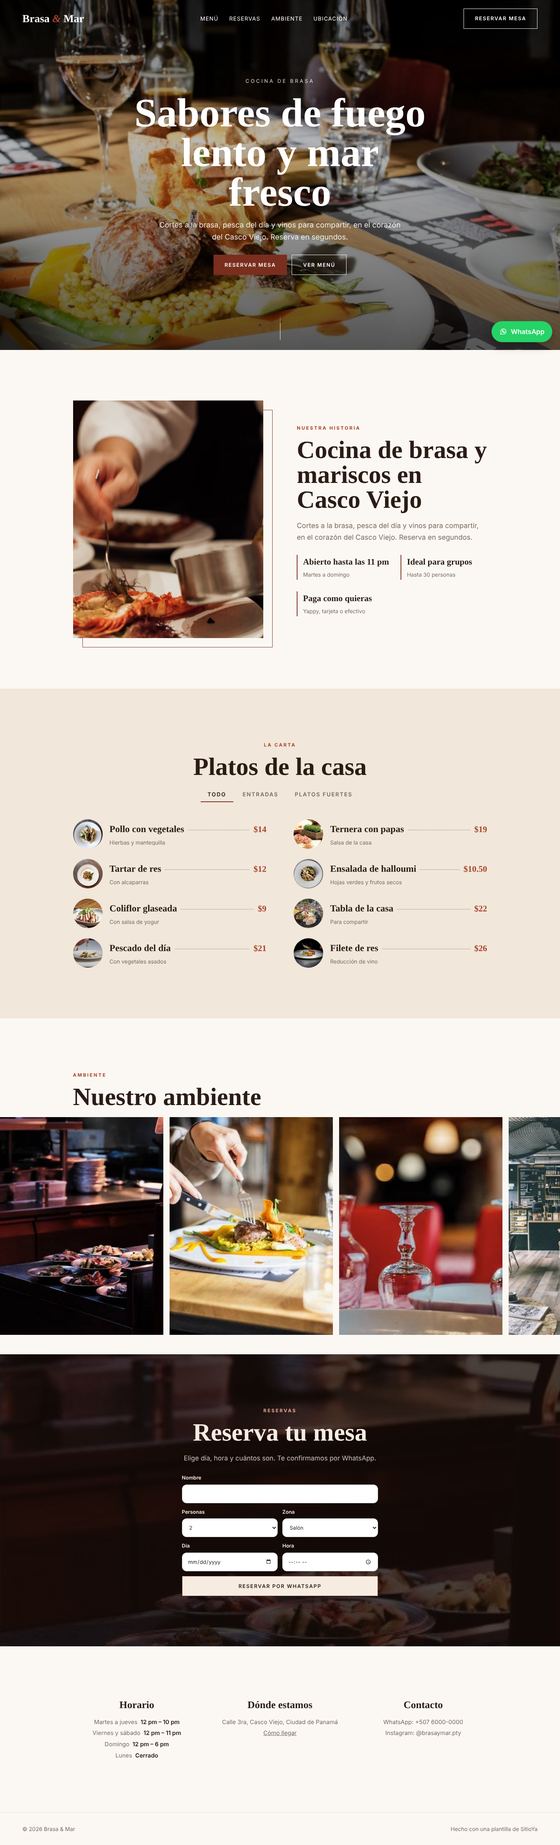 Brasa & Mar
MENÚ RESERVAS AMBIENTE UBICACIÓN
RESERVAR MESA
COCINA DE BRASA
Sabores de fuego
lento y mar
fresco
Cortes a la brasa, pesca del día y vinos para compartir, en el corazón
del Casco Viejo. Reserva en segundos.
RESERVAR MESA
VER MENÚ
WhatsApp
NUESTRA HISTORIA
Cocina de brasa y
mariscos en
Casco Viejo
Cortes a la brasa, pesca del día y vinos para compartir,
en el corazón del Casco Viejo. Reserva en segundos.
Abierto hasta las 11 pm
Martes a domingo
Ideal para grupos
Hasta 30 personas
Paga como quieras
Yappy, tarjeta o efectivo
LA CARTA
Platos de la casa
TODO ENTRADAS PLATOS FUERTES
Pollo con vegetales $14
Hierbas y mantequilla
Ternera con papas $19
Salsa de la casa
Tartar de res $12
Con alcaparras
Ensalada de halloumi $10.50
Hojas verdes y frutos secos
Coliflor glaseada $9
Con salsa de yogur
Tabla de la casa $22
Para compartir
Pescado del día $21
Con vegetales asados
Filete de res $26
Reducción de vino
AMBIENTE
Nuestro ambiente
RESERVAS
Reserva tu mesa
Elige día, hora y cuántos son. Te confirmamos por WhatsApp.
Nombre
Personas Zona
2 Salón
Día Hora
mm/dd/yyyy --:-- --
RESERVAR POR WHATSAPP
Horario
Martes a jueves 12 pm – 10 pm
Viernes y sábado 12 pm – 11 pm
Domingo 12 pm – 6 pm
Lunes Cerrado
Dónde estamos
Calle 3ra, Casco Viejo, Ciudad de Panamá
Cómo llegar
Contacto
WhatsApp: +507 6000-0000
Instagram: @brasaymar.pty
© 2026 Brasa & Mar
Hecho con una plantilla de SitioYa